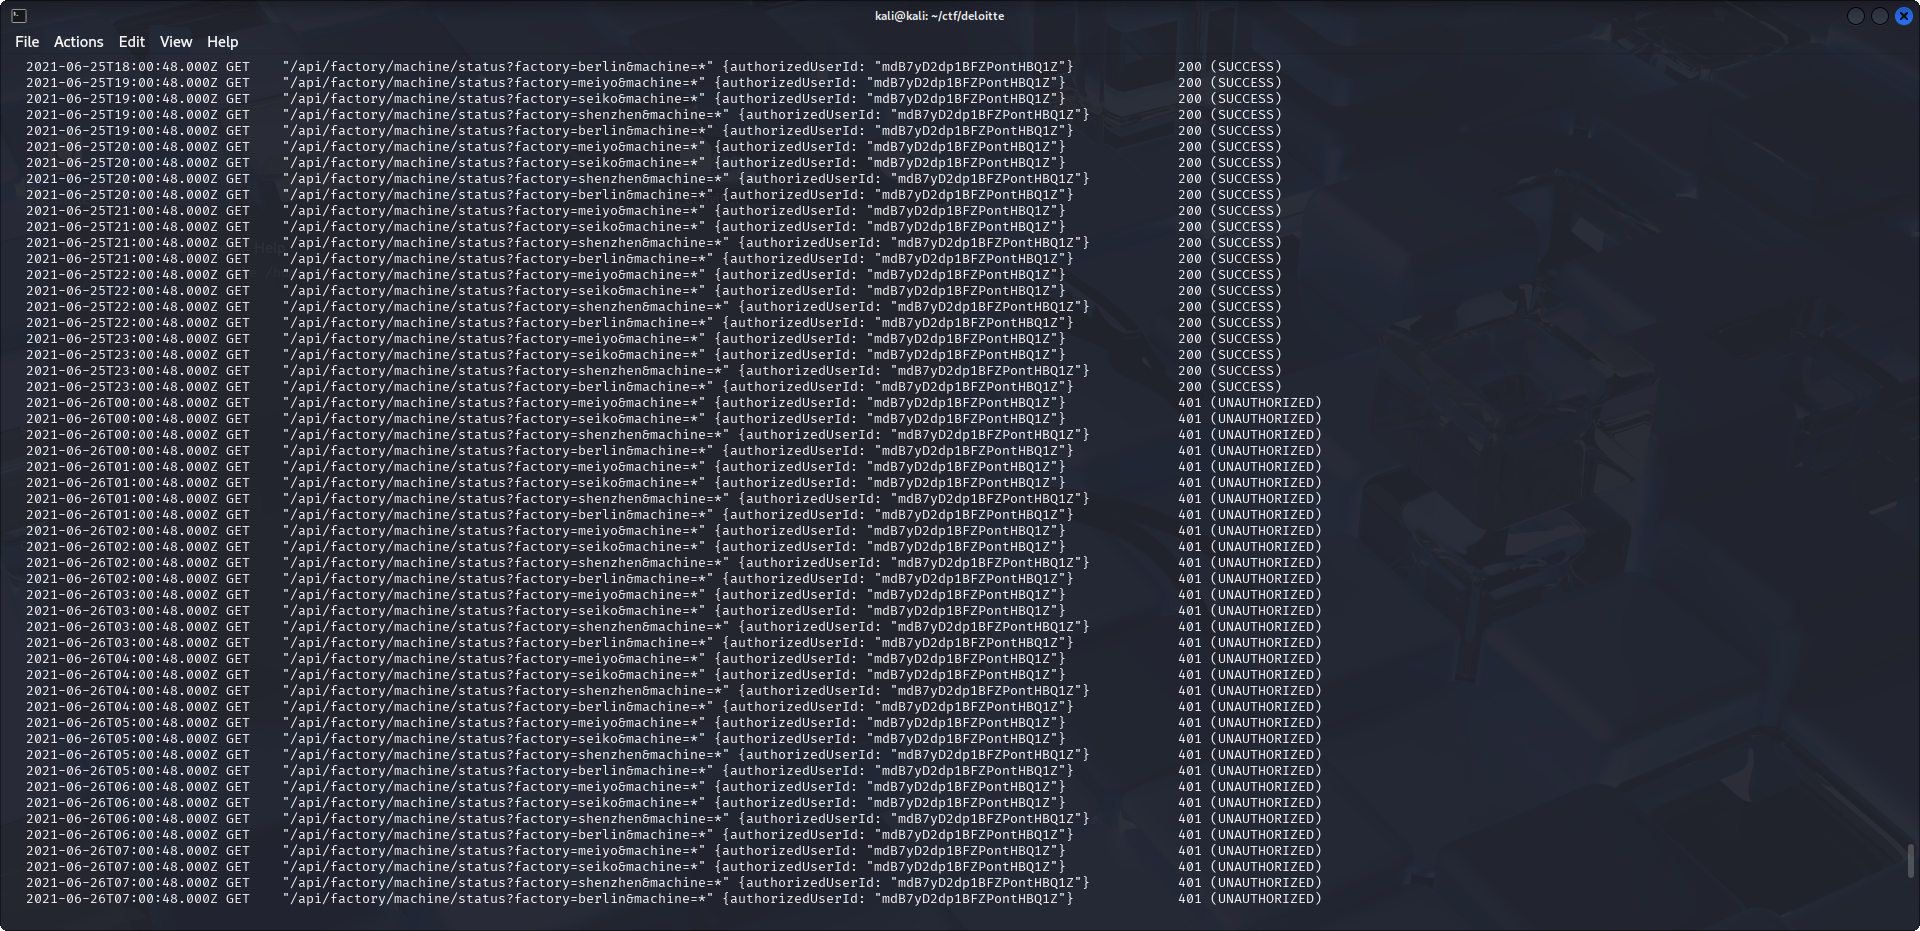 kali@kali: ~/ctf/deloitte
File Actions Edit View Help
2021-06-25T18:00:48.000Z GET "/api/factory/machine/status?factory=berlin&machine=*" {authorizedUserId: "mdB7yD2dp1BFZPontHBQ1Z"} 200 (SUCCESS)
2021-06-25T19:00:48.000Z GET "/api/factory/machine/status?factory=meiyo&machine=*" {authorizedUserId: "mdB7yD2dp1BFZPontHBQ1Z"} 200 (SUCCESS)
2021-06-25T19:00:48.000Z GET "/api/factory/machine/status?factory=seiko&machine=*" {authorizedUserId: "mdB7yD2dp1BFZPontHBQ1Z"} 200 (SUCCESS)
2021-06-25T19:00:48.000Z GET "/api/factory/machine/status?factory=shenzhen&machine=*" {authorizedUserId: "mdB7yD2dp1BFZPontHBQ1Z"} 200 (SUCCESS)
2021-06-25T19:00:48.000Z GET "/api/factory/machine/status?factory=berlin&machine=*" {authorizedUserId: "mdB7yD2dp1BFZPontHBQ1Z"} 200 (SUCCESS)
2021-06-25T20:00:48.000Z GET "/api/factory/machine/status?factory=meiyo&machine=*" {authorizedUserId: "mdB7yD2dp1BFZPontHBQ1Z"} 200 (SUCCESS)
2021-06-25T20:00:48.000Z GET "/api/factory/machine/status?factory=seiko&machine=*" {authorizedUserId: "mdB7yD2dp1BFZPontHBQ1Z"} 200 (SUCCESS)
2021-06-25T20:00:48.000Z GET "/api/factory/machine/status?factory=shenzhen&machine=*" {authorizedUserId: "mdB7yD2dp1BFZPontHBQ1Z"} 200 (SUCCESS)
2021-06-25T20:00:48.000Z GET "/api/factory/machine/status?factory=berlin&machine=*" {authorizedUserId: "mdB7yD2dp1BFZPontHBQ1Z"} 200 (SUCCESS)
2021-06-25T21:00:48.000Z GET "/api/factory/machine/status?factory=meiyo&machine=*" {authorizedUserId: "mdB7yD2dp1BFZPontHBQ1Z"} 200 (SUCCESS)
2021-06-25T21:00:48.000Z GET "/api/factory/machine/status?factory=seiko&machine=*" {authorizedUserId: "mdB7yD2dp1BFZPontHBQ1Z"} 200 (SUCCESS)
2021-06-25T21:00:48.000Z GET "/api/factory/machine/status?factory=shenzhen&machine=*" {authorizedUserId: "mdB7yD2dp1BFZPontHBQ1Z"} 200 (SUCCESS)
2021-06-25T21:00:48.000Z GET "/api/factory/machine/status?factory=berlin&machine=*" {authorizedUserId: "mdB7yD2dp1BFZPontHBQ1Z"} 200 (SUCCESS)
2021-06-25T22:00:48.000Z GET "/api/factory/machine/status?factory=meiyo&machine=*" {authorizedUserId: "mdB7yD2dp1BFZPontHBQ1Z"} 200 (SUCCESS)
2021-06-25T22:00:48.000Z GET "/api/factory/machine/status?factory=seiko&machine=*" {authorizedUserId: "mdB7yD2dp1BFZPontHBQ1Z"} 200 (SUCCESS)
2021-06-25T22:00:48.000Z GET "/api/factory/machine/status?factory=shenzhen&machine=*" {authorizedUserId: "mdB7yD2dp1BFZPontHBQ1Z"} 200 (SUCCESS)
2021-06-25T22:00:48.000Z GET "/api/factory/machine/status?factory=berlin&machine=*" {authorizedUserId: "mdB7yD2dp1BFZPontHBQ1Z"} 200 (SUCCESS)
2021-06-25T23:00:48.000Z GET "/api/factory/machine/status?factory=meiyo&machine=*" {authorizedUserId: "mdB7yD2dp1BFZPontHBQ1Z"} 200 (SUCCESS)
2021-06-25T23:00:48.000Z GET "/api/factory/machine/status?factory=seiko&machine=*" {authorizedUserId: "mdB7yD2dp1BFZPontHBQ1Z"} 200 (SUCCESS)
2021-06-25T23:00:48.000Z GET "/api/factory/machine/status?factory=shenzhen&machine=*" {authorizedUserId: "mdB7yD2dp1BFZPontHBQ1Z"} 200 (SUCCESS)
2021-06-25T23:00:48.000Z GET "/api/factory/machine/status?factory=berlin&machine=*" {authorizedUserId: "mdB7yD2dp1BFZPontHBQ1Z"} 200 (SUCCESS)
2021-06-26T00:00:48.000Z GET "/api/factory/machine/status?factory=meiyo&machine=*" {authorizedUserId: "mdB7yD2dp1BFZPontHBQ1Z"} 401 (UNAUTHORIZED)
2021-06-26T00:00:48.000Z GET "/api/factory/machine/status?factory=seiko&machine=*" {authorizedUserId: "mdB7yD2dp1BFZPontHBQ1Z"} 401 (UNAUTHORIZED)
2021-06-26T00:00:48.000Z GET "/api/factory/machine/status?factory=shenzhen&machine=*" {authorizedUserId: "mdB7yD2dp1BFZPontHBQ1Z"} 401 (UNAUTHORIZED)
2021-06-26T00:00:48.000Z GET "/api/factory/machine/status?factory=berlin&machine=*" {authorizedUserId: "mdB7yD2dp1BFZPontHBQ1Z"} 401 (UNAUTHORIZED)
2021-06-26T01:00:48.000Z GET "/api/factory/machine/status?factory=meiyo&machine=*" {authorizedUserId: "mdB7yD2dp1BFZPontHBQ1Z"} 401 (UNAUTHORIZED)
2021-06-26T01:00:48.000Z GET "/api/factory/machine/status?factory=seiko&machine=*" {authorizedUserId: "mdB7yD2dp1BFZPontHBQ1Z"} 401 (UNAUTHORIZED)
2021-06-26T01:00:48.000Z GET "/api/factory/machine/status?factory=shenzhen&machine=*" {authorizedUserId: "mdB7yD2dp1BFZPontHBQ1Z"} 401 (UNAUTHORIZED)
2021-06-26T01:00:48.000Z GET "/api/factory/machine/status?factory=berlin&machine=*" {authorizedUserId: "mdB7yD2dp1BFZPontHBQ1Z"} 401 (UNAUTHORIZED)
2021-06-26T02:00:48.000Z GET "/api/factory/machine/status?factory=meiyo&machine=*" {authorizedUserId: "mdB7yD2dp1BFZPontHBQ1Z"} 401 (UNAUTHORIZED)
2021-06-26T02:00:48.000Z GET "/api/factory/machine/status?factory=seiko&machine=*" {authorizedUserId: "mdB7yD2dp1BFZPontHBQ1Z"} 401 (UNAUTHORIZED)
2021-06-26T02:00:48.000Z GET "/api/factory/machine/status?factory=shenzhen&machine=*" {authorizedUserId: "mdB7yD2dp1BFZPontHBQ1Z"} 401 (UNAUTHORIZED)
2021-06-26T02:00:48.000Z GET "/api/factory/machine/status?factory=berlin&machine=*" {authorizedUserId: "mdB7yD2dp1BFZPontHBQ1Z"} 401 (UNAUTHORIZED)
2021-06-26T03:00:48.000Z GET "/api/factory/machine/status?factory=meiyo&machine=*" {authorizedUserId: "mdB7yD2dp1BFZPontHBQ1Z"} 401 (UNAUTHORIZED)
2021-06-26T03:00:48.000Z GET "/api/factory/machine/status?factory=seiko&machine=*" {authorizedUserId: "mdB7yD2dp1BFZPontHBQ1Z"} 401 (UNAUTHORIZED)
2021-06-26T03:00:48.000Z GET "/api/factory/machine/status?factory=shenzhen&machine=*" {authorizedUserId: "mdB7yD2dp1BFZPontHBQ1Z"} 401 (UNAUTHORIZED)
2021-06-26T03:00:48.000Z GET "/api/factory/machine/status?factory=berlin&machine=*" {authorizedUserId: "mdB7yD2dp1BFZPontHBQ1Z"} 401 (UNAUTHORIZED)
2021-06-26T04:00:48.000Z GET "/api/factory/machine/status?factory=meiyo&machine=*" {authorizedUserId: "mdB7yD2dp1BFZPontHBQ1Z"} 401 (UNAUTHORIZED)
2021-06-26T04:00:48.000Z GET "/api/factory/machine/status?factory=seiko&machine=*" {authorizedUserId: "mdB7yD2dp1BFZPontHBQ1Z"} 401 (UNAUTHORIZED)
2021-06-26T04:00:48.000Z GET "/api/factory/machine/status?factory=shenzhen&machine=*" {authorizedUserId: "mdB7yD2dp1BFZPontHBQ1Z"} 401 (UNAUTHORIZED)
2021-06-26T04:00:48.000Z GET "/api/factory/machine/status?factory=berlin&machine=*" {authorizedUserId: "mdB7yD2dp1BFZPontHBQ1Z"} 401 (UNAUTHORIZED)
2021-06-26T05:00:48.000Z GET "/api/factory/machine/status?factory=meiyo&machine=*" {authorizedUserId: "mdB7yD2dp1BFZPontHBQ1Z"} 401 (UNAUTHORIZED)
2021-06-26T05:00:48.000Z GET "/api/factory/machine/status?factory=seiko&machine=*" {authorizedUserId: "mdB7yD2dp1BFZPontHBQ1Z"} 401 (UNAUTHORIZED)
2021-06-26T05:00:48.000Z GET "/api/factory/machine/status?factory=shenzhen&machine=*" {authorizedUserId: "mdB7yD2dp1BFZPontHBQ1Z"} 401 (UNAUTHORIZED)
2021-06-26T05:00:48.000Z GET "/api/factory/machine/status?factory=berlin&machine=*" {authorizedUserId: "mdB7yD2dp1BFZPontHBQ1Z"} 401 (UNAUTHORIZED)
2021-06-26T06:00:48.000Z GET "/api/factory/machine/status?factory=meiyo&machine=*" {authorizedUserId: "mdB7yD2dp1BFZPontHBQ1Z"} 401 (UNAUTHORIZED)
2021-06-26T06:00:48.000Z GET "/api/factory/machine/status?factory=seiko&machine=*" {authorizedUserId: "mdB7yD2dp1BFZPontHBQ1Z"} 401 (UNAUTHORIZED)
2021-06-26T06:00:48.000Z GET "/api/factory/machine/status?factory=shenzhen&machine=*" {authorizedUserId: "mdB7yD2dp1BFZPontHBQ1Z"} 401 (UNAUTHORIZED)
2021-06-26T06:00:48.000Z GET "/api/factory/machine/status?factory=berlin&machine=*" {authorizedUserId: "mdB7yD2dp1BFZPontHBQ1Z"} 401 (UNAUTHORIZED)
2021-06-26T07:00:48.000Z GET "/api/factory/machine/status?factory=meiyo&machine=*" {authorizedUserId: "mdB7yD2dp1BFZPontHBQ1Z"} 401 (UNAUTHORIZED)
2021-06-26T07:00:48.000Z GET "/api/factory/machine/status?factory=seiko&machine=*" {authorizedUserId: "mdB7yD2dp1BFZPontHBQ1Z"} 401 (UNAUTHORIZED)
2021-06-26T07:00:48.000Z GET "/api/factory/machine/status?factory=shenzhen&machine=*" {authorizedUserId: "mdB7yD2dp1BFZPontHBQ1Z"} 401 (UNAUTHORIZED)
2021-06-26T07:00:48.000Z GET "/api/factory/machine/status?factory=berlin&machine=*" {authorizedUserId: "mdB7yD2dp1BFZPontHBQ1Z"} 401 (UNAUTHORIZED)